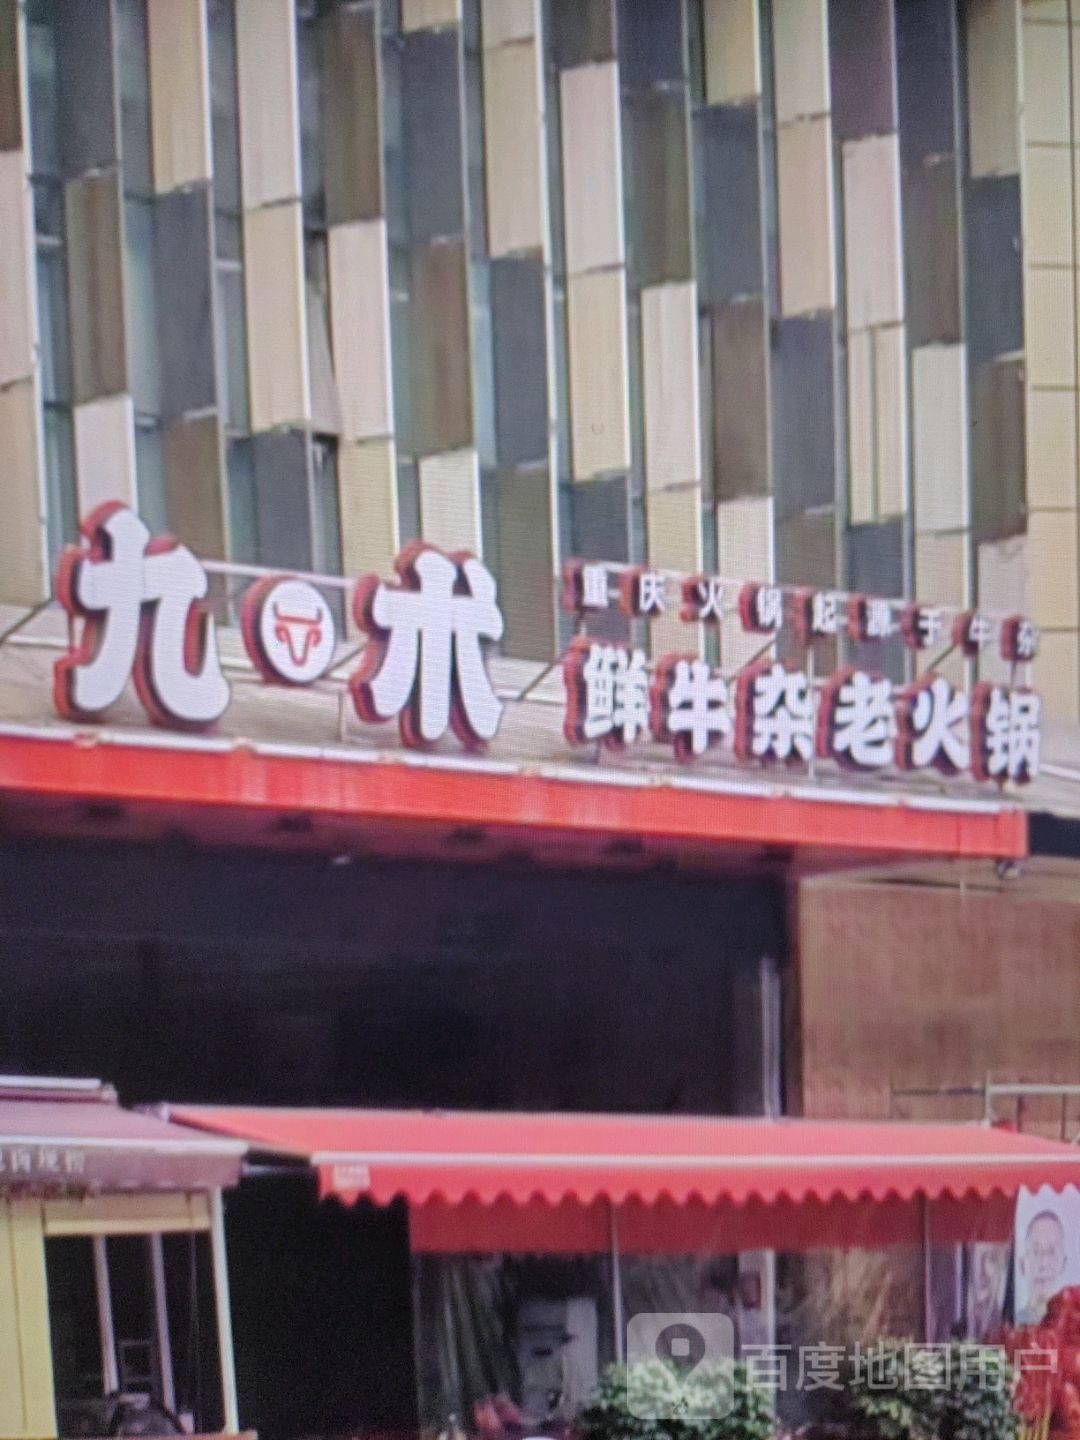 九木
重庆火锅起源于牛杂
鲜牛杂老火锅
百度地图用户